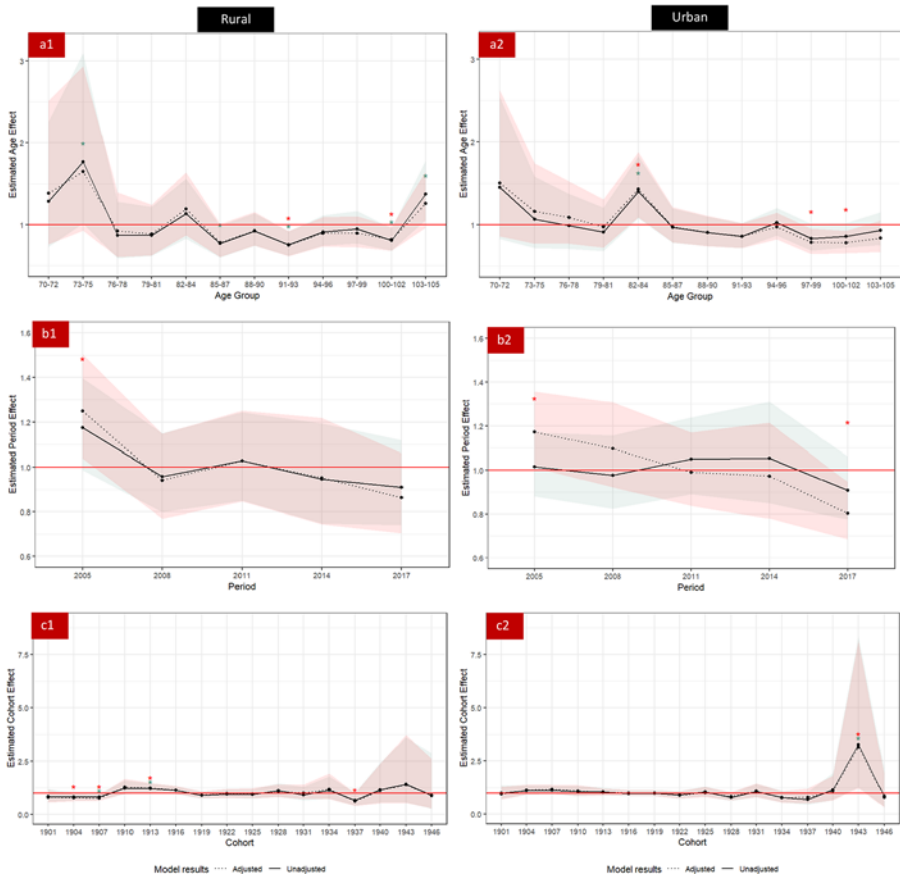 Rural
Urban
a1
a2
Estimated Age Effect
3
2
1
70-72 73-75 76-78 79-81 82-84 85-87 88-90 91-93 94-96 97-99 100-102 103-105
Age Group
Estimated Age Effect
3
2
1
70-72 73-75 76-78 79-81 82-84 85-87 88-90 91-93 94-96 97-99 100-102 103-105
Age Group
b1
b2
Estimated Period Effect
1.6
1.4
1.2
1.0
0.8
0.6
2005 2008 2011 2014 2017
Period
Estimated Period Effect
1.6
1.4
1.2
1.0
0.8
0.6
2005 2008 2011 2014 2017
Period
c1
c2
Estimated Cohort Effect
7.5
5.0
2.5
1.0
0.0
1901 1904 1907 1910 1913 1916 1919 1922 1925 1928 1931 1934 1937 1940 1943 1946
Cohort
Estimated Cohort Effect
7.5
5.0
2.5
1.0
0.0
1901 1904 1907 1910 1913 1916 1919 1922 1925 1928 1931 1934 1937 1940 1943 1946
Cohort
Model results Adjusted Unadjusted
Model results Adjusted Unadjusted